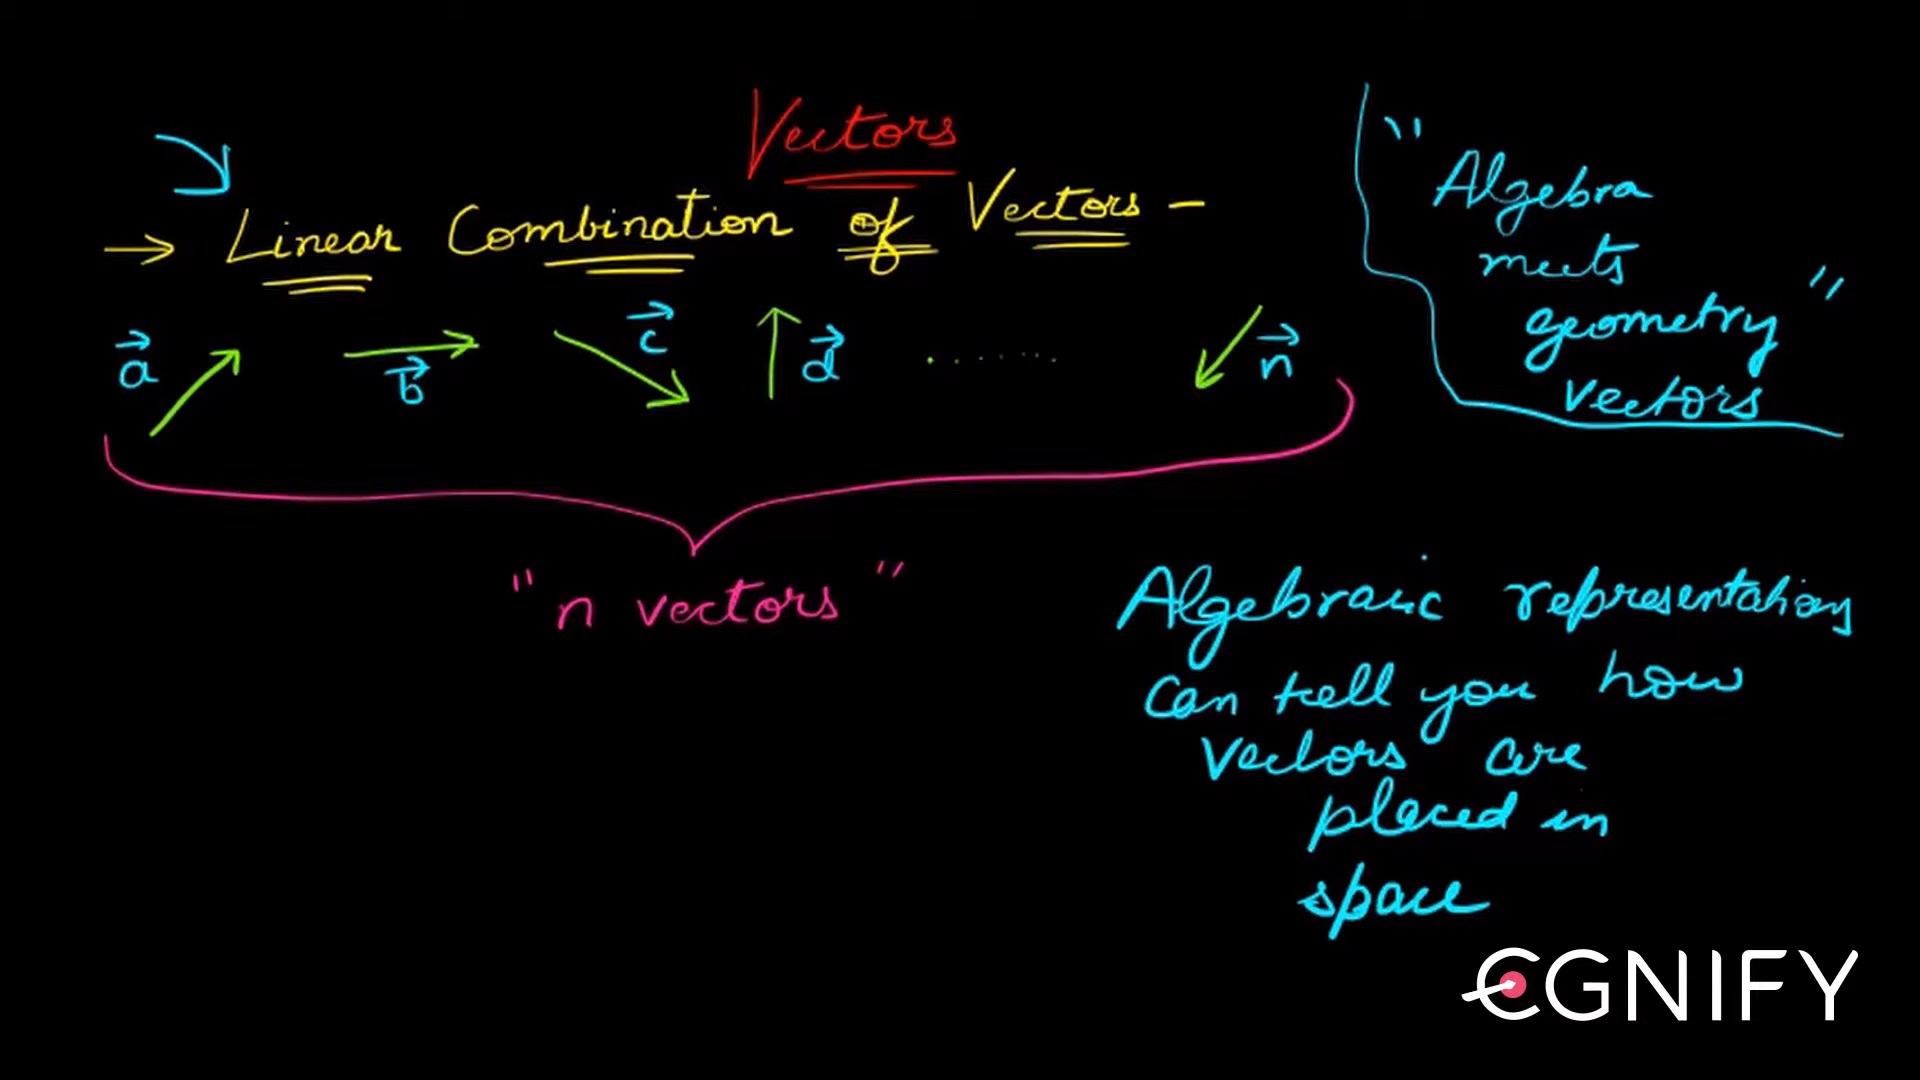 Vectors
→ Linear Combination of Vectors -
a⃗ b⃗ c⃗ d⃗ ........ n⃗
"n vectors"
"Algebra
meets
geometry"
vectors
Algebraic representation
can tell you how
vectors are
placed in
space
CGNIFY